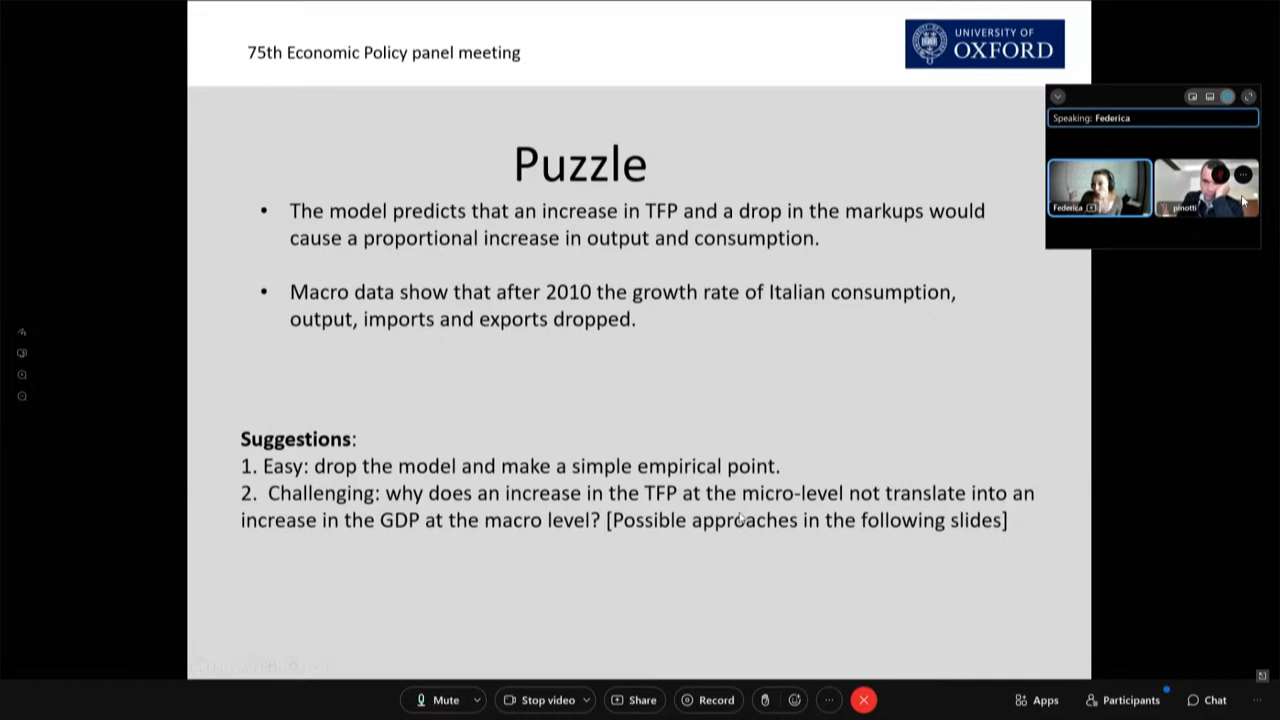 75th Economic Policy panel meeting
UNIVERSITY OF
OXFORD
Speaking: Federica
Federica
pinotti
Puzzle
• The model predicts that an increase in TFP and a drop in the markups would
cause a proportional increase in output and consumption.
• Macro data show that after 2010 the growth rate of Italian consumption,
output, imports and exports dropped.
Suggestions:
1. Easy: drop the model and make a simple empirical point.
2. Challenging: why does an increase in the TFP at the micro-level not translate into an
increase in the GDP at the macro level? [Possible approaches in the following slides]
Mute
Stop video
Share
Record
Apps
Participants
Chat